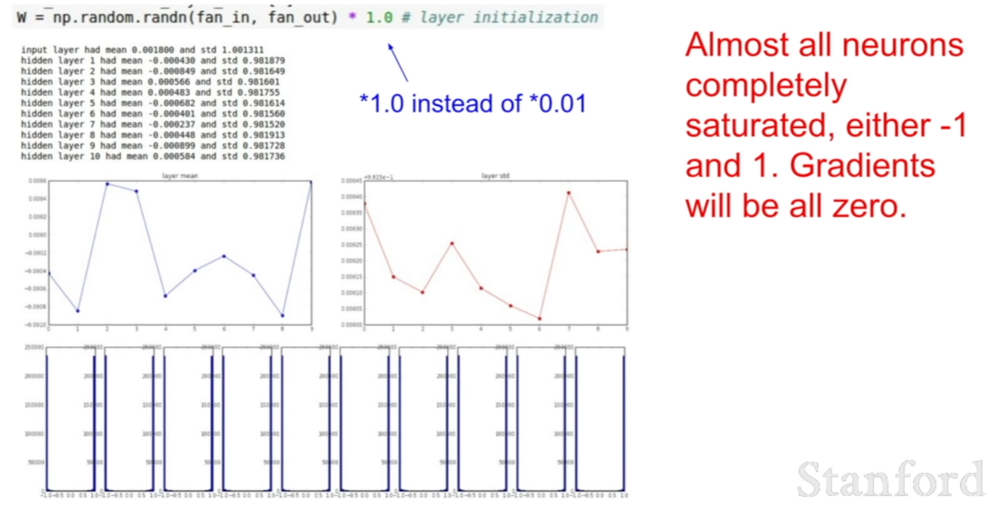 W = np.random.randn(fan_in, fan_out) * 1.0 # layer initialization
input layer had mean 0.001800 and std 1.001311
hidden layer 1 had mean -0.000430 and std 0.981879
hidden layer 2 had mean -0.000849 and std 0.981649
hidden layer 3 had mean 0.000566 and std 0.981601
hidden layer 4 had mean 0.000483 and std 0.981755
hidden layer 5 had mean -0.000682 and std 0.981614
hidden layer 6 had mean -0.000401 and std 0.981560
hidden layer 7 had mean -0.000237 and std 0.981520
hidden layer 8 had mean -0.000448 and std 0.981913
hidden layer 9 had mean -0.000899 and std 0.981728
hidden layer 10 had mean 0.000584 and std 0.981736
*1.0 instead of *0.01
Almost all neurons
completely
saturated, either -1
and 1. Gradients
will be all zero.
layer mean
0.0006
0.0004
0.0002
0.0000
-0.0002
-0.0004
-0.0006
-0.0008
-0.0010
0 1 2 3 4 5 6 7 8 9
layer std
+9.815e-1
0.00045
0.00040
0.00035
0.00030
0.00025
0.00020
0.00015
0.00010
0.00005
0.00000
0 1 2 3 4 5 6 7 8 9
250000
200000
150000
100000
50000
0
Stanford